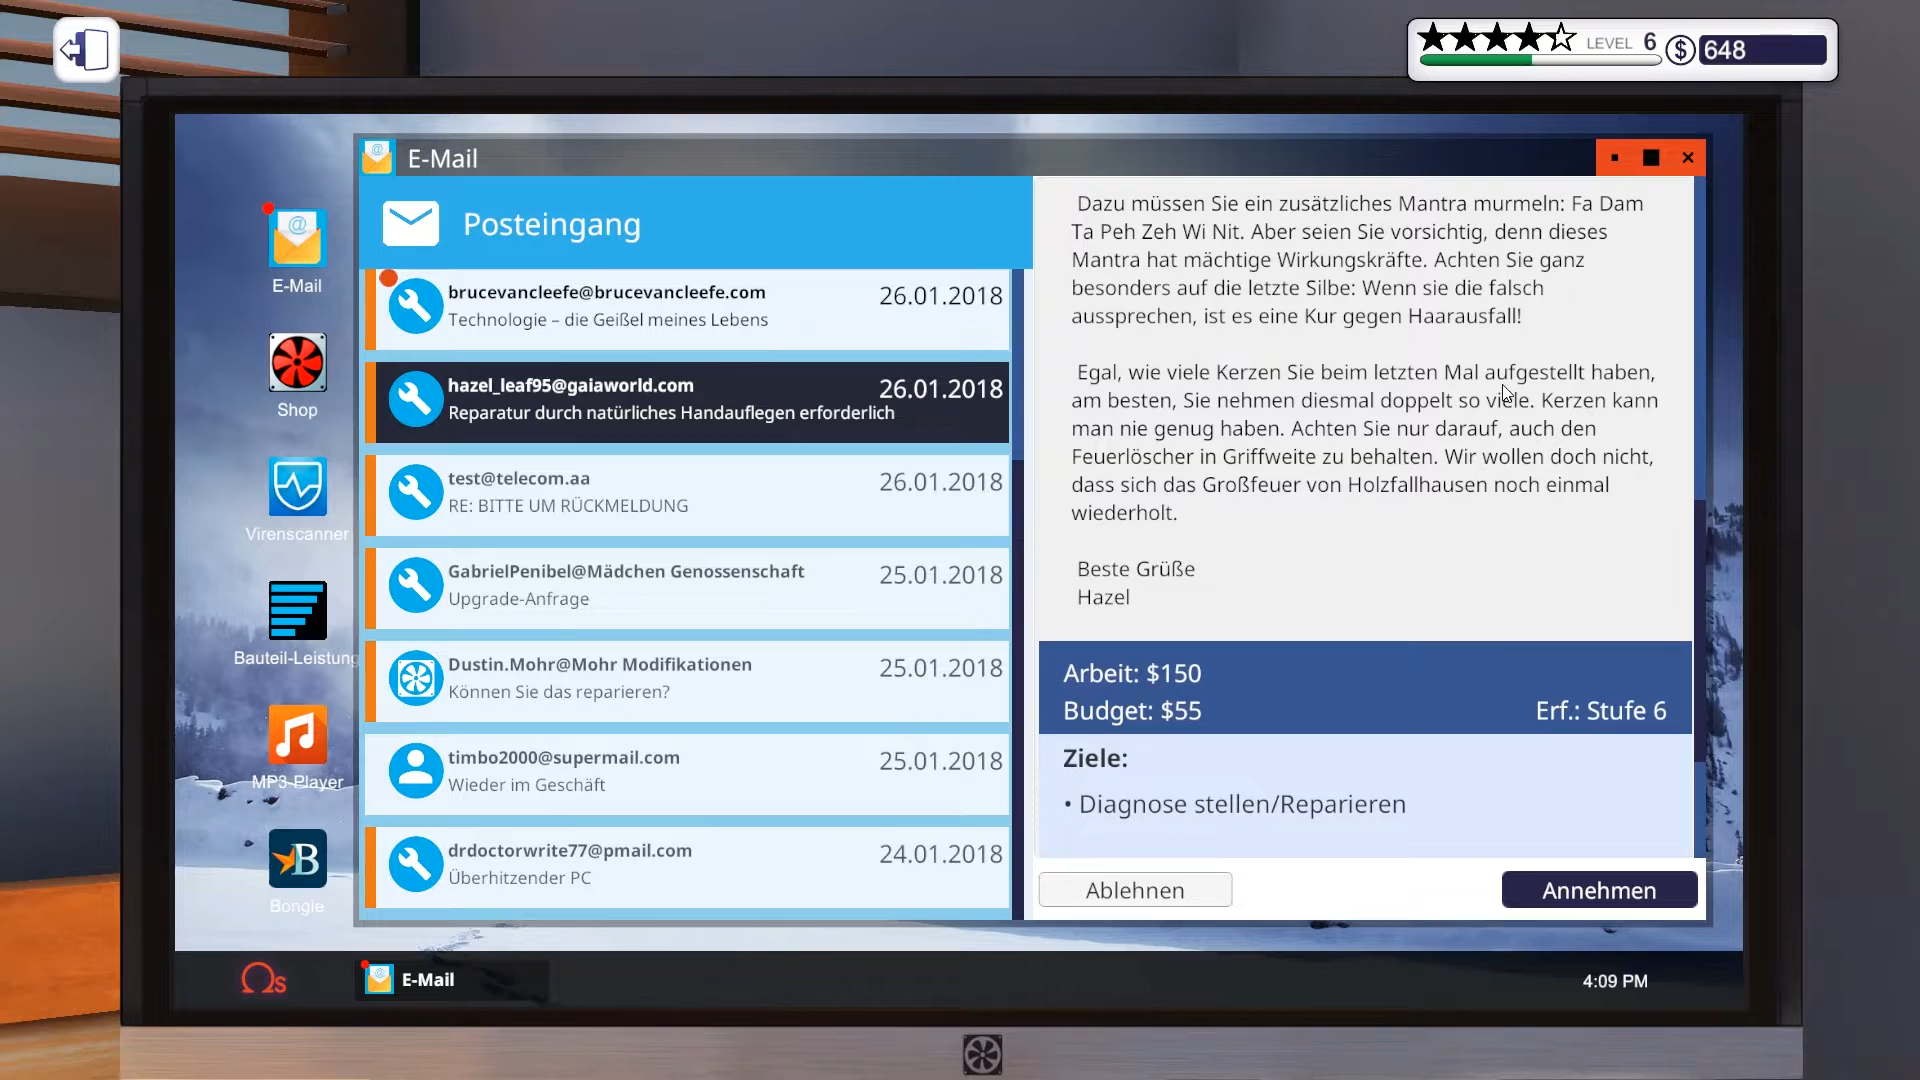 LEVEL 6
$ 648
E-Mail
Posteingang
brucevancleefe@brucevancleefe.com
26.01.2018
Technologie – die Geißel meines Lebens
hazel_leaf95@gaiaworld.com
26.01.2018
Reparatur durch natürliches Handauflegen erforderlich
test@telecom.aa
26.01.2018
RE: BITTE UM RÜCKMELDUNG
GabrielPenibel@Mädchen Genossenschaft
25.01.2018
Upgrade-Anfrage
Dustin.Mohr@Mohr Modifikationen
25.01.2018
Können Sie das reparieren?
timbo2000@supermail.com
25.01.2018
Wieder im Geschäft
drdoctorwrite77@pmail.com
24.01.2018
Überhitzender PC
Dazu müssen Sie ein zusätzliches Mantra murmeln: Fa Dam
Ta Peh Zeh Wi Nit. Aber seien Sie vorsichtig, denn dieses
Mantra hat mächtige Wirkungskräfte. Achten Sie ganz
besonders auf die letzte Silbe: Wenn sie die falsch
aussprechen, ist es eine Kur gegen Haarausfall!
Egal, wie viele Kerzen Sie beim letzten Mal aufgestellt haben,
am besten, Sie nehmen diesmal doppelt so viele. Kerzen kann
man nie genug haben. Achten Sie nur darauf, auch den
Feuerlöscher in Griffweite zu behalten. Wir wollen doch nicht,
dass sich das Großfeuer von Holzfallhausen noch einmal
wiederholt.
Beste Grüße
Hazel
Arbeit: $150
Budget: $55
Erf.: Stufe 6
Ziele:
• Diagnose stellen/Reparieren
Ablehnen
Annehmen
E-Mail
Shop
Virenscanner
Bauteil-Leistung
MP3-Player
B
Bongle
Ωs
E-Mail
4:09 PM